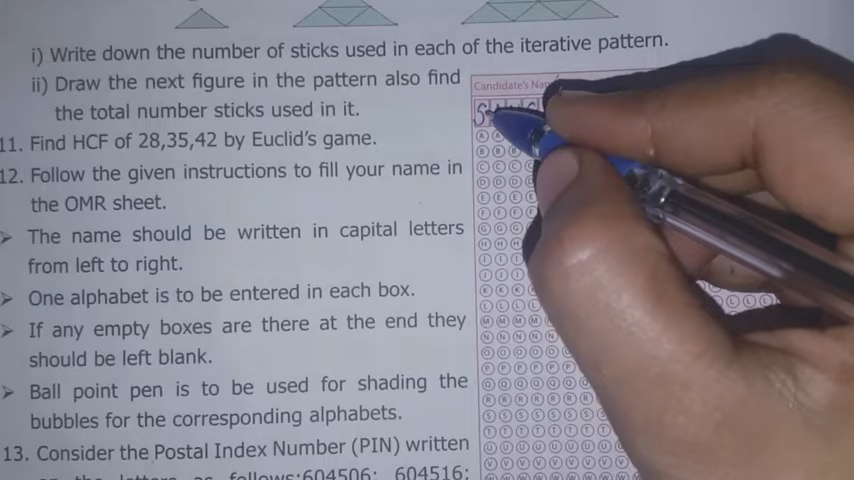 i) Write down the number of sticks used in each of the iterative pattern.
ii) Draw the next figure in the pattern also find
the total number sticks used in it.
11. Find HCF of 28,35,42 by Euclid's game.
12. Follow the given instructions to fill your name in
the OMR sheet.
➢ The name should be written in capital letters
from left to right.
➢ One alphabet is to be entered in each box.
➢ If any empty boxes are there at the end they
should be left blank.
➢ Ball point pen is to be used for shading the
bubbles for the corresponding alphabets.
13. Consider the Postal Index Number (PIN) written
on the letters as follows:604506; 604516;
Candidate's
A A
B B B
C C C
D D D
E E E
F F F
G G G
H H H
I I I
J J J
K K K
L L L
M M M M
N N N N N
O O O O O
P P P P P P
Q Q Q Q Q Q Q
R R R R R R R
S S S S S S S
T T T T T T T
U U U U U U U
V V V V V V V